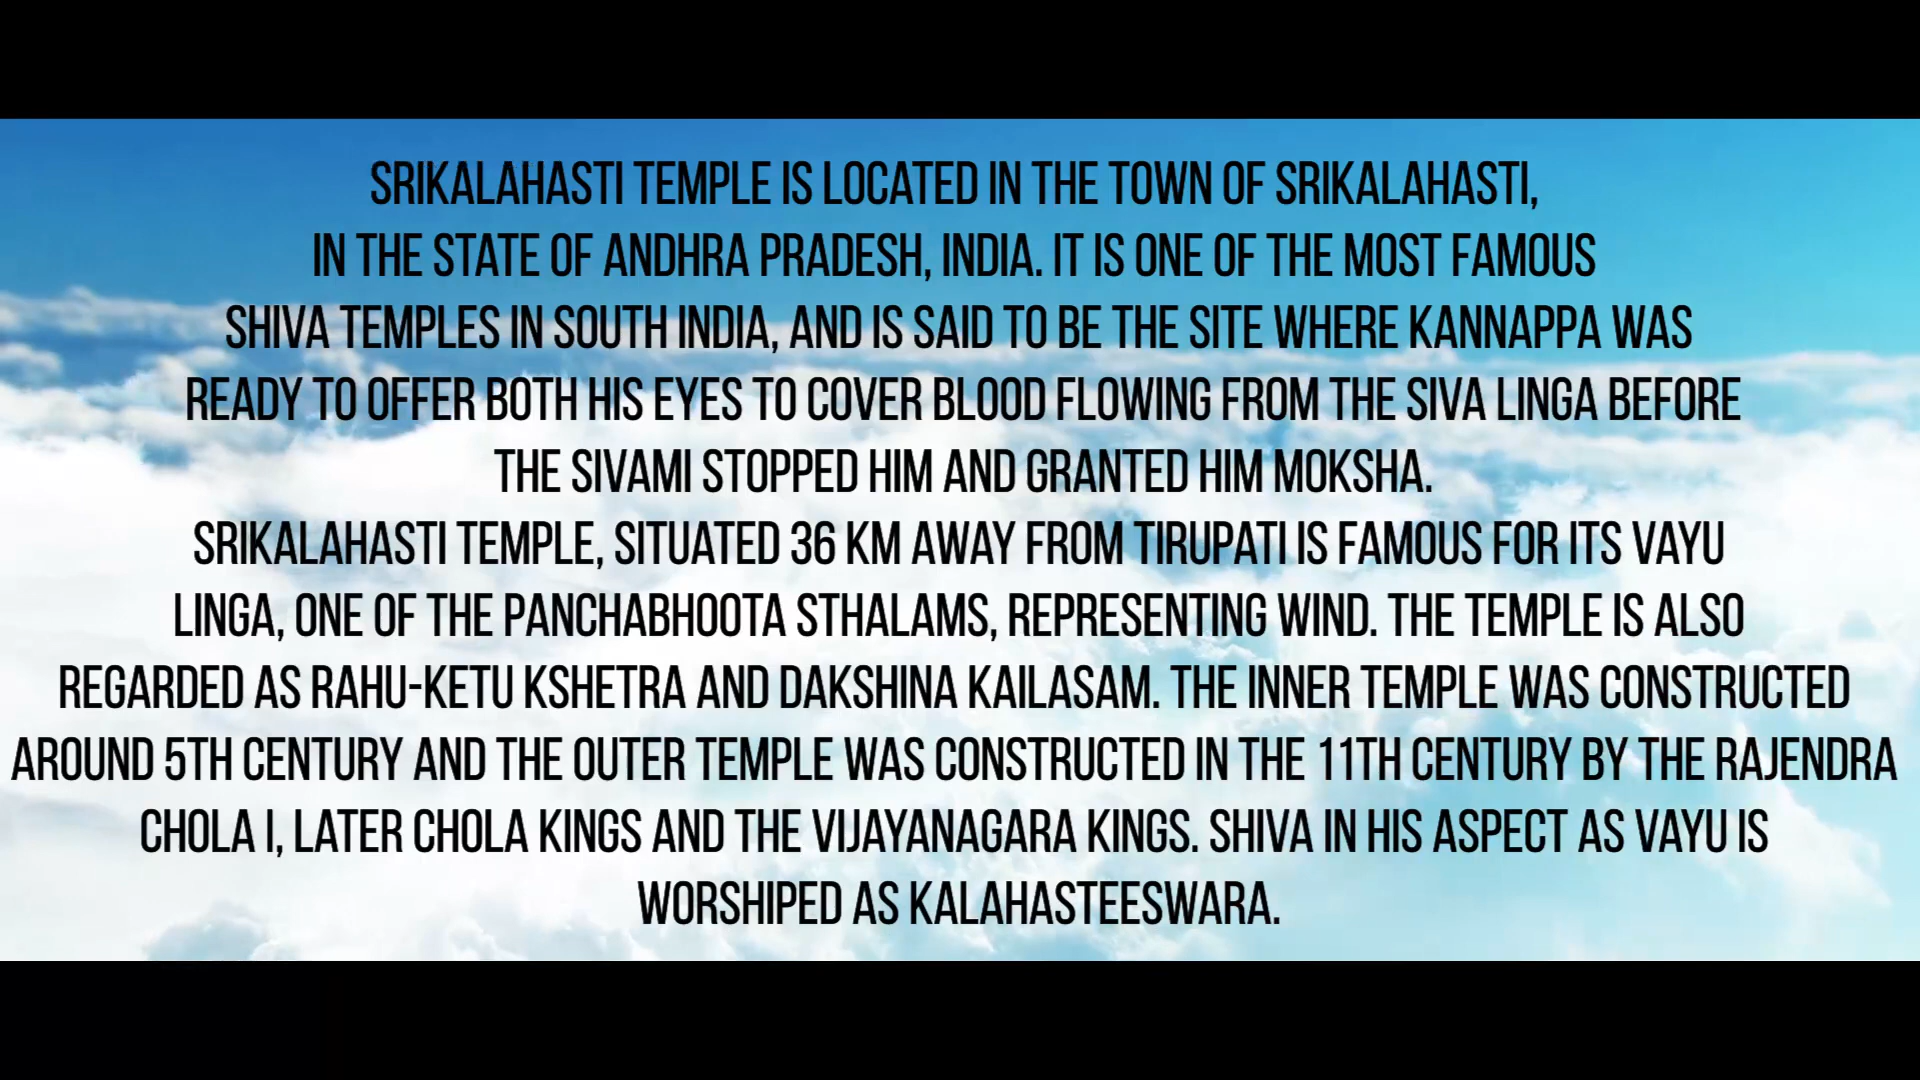 SRIKALAHASTI TEMPLE IS LOCATED IN THE TOWN OF SRIKALAHASTI,
IN THE STATE OF ANDHRA PRADESH, INDIA. IT IS ONE OF THE MOST FAMOUS
SHIVA TEMPLES IN SOUTH INDIA, AND IS SAID TO BE THE SITE WHERE KANNAPPA WAS
READY TO OFFER BOTH HIS EYES TO COVER BLOOD FLOWING FROM THE SIVA LINGA BEFORE
THE SIVAMI STOPPED HIM AND GRANTED HIM MOKSHA.
SRIKALAHASTI TEMPLE, SITUATED 36 KM AWAY FROM TIRUPATI IS FAMOUS FOR ITS VAYU
LINGA, ONE OF THE PANCHABHOOTA STHALAMS, REPRESENTING WIND. THE TEMPLE IS ALSO
REGARDED AS RAHU-KETU KSHETRA AND DAKSHINA KAILASAM. THE INNER TEMPLE WAS CONSTRUCTED
AROUND 5TH CENTURY AND THE OUTER TEMPLE WAS CONSTRUCTED IN THE 11TH CENTURY BY THE RAJENDRA
CHOLA I, LATER CHOLA KINGS AND THE VIJAYANAGARA KINGS. SHIVA IN HIS ASPECT AS VAYU IS
WORSHIPED AS KALAHASTEESWARA.